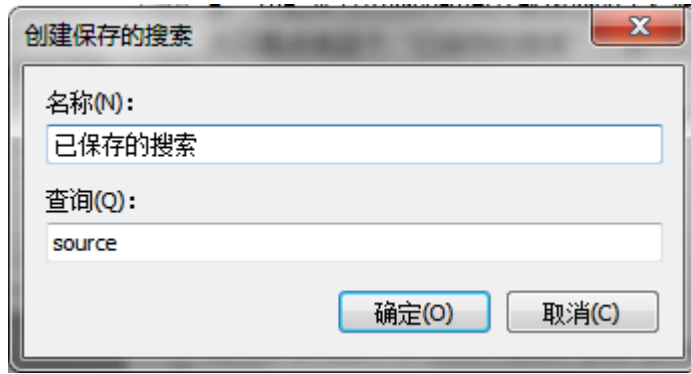 创建保存的搜索
名称(N):
已保存的搜索
查询(Q):
source
确定(O) 取消(C)